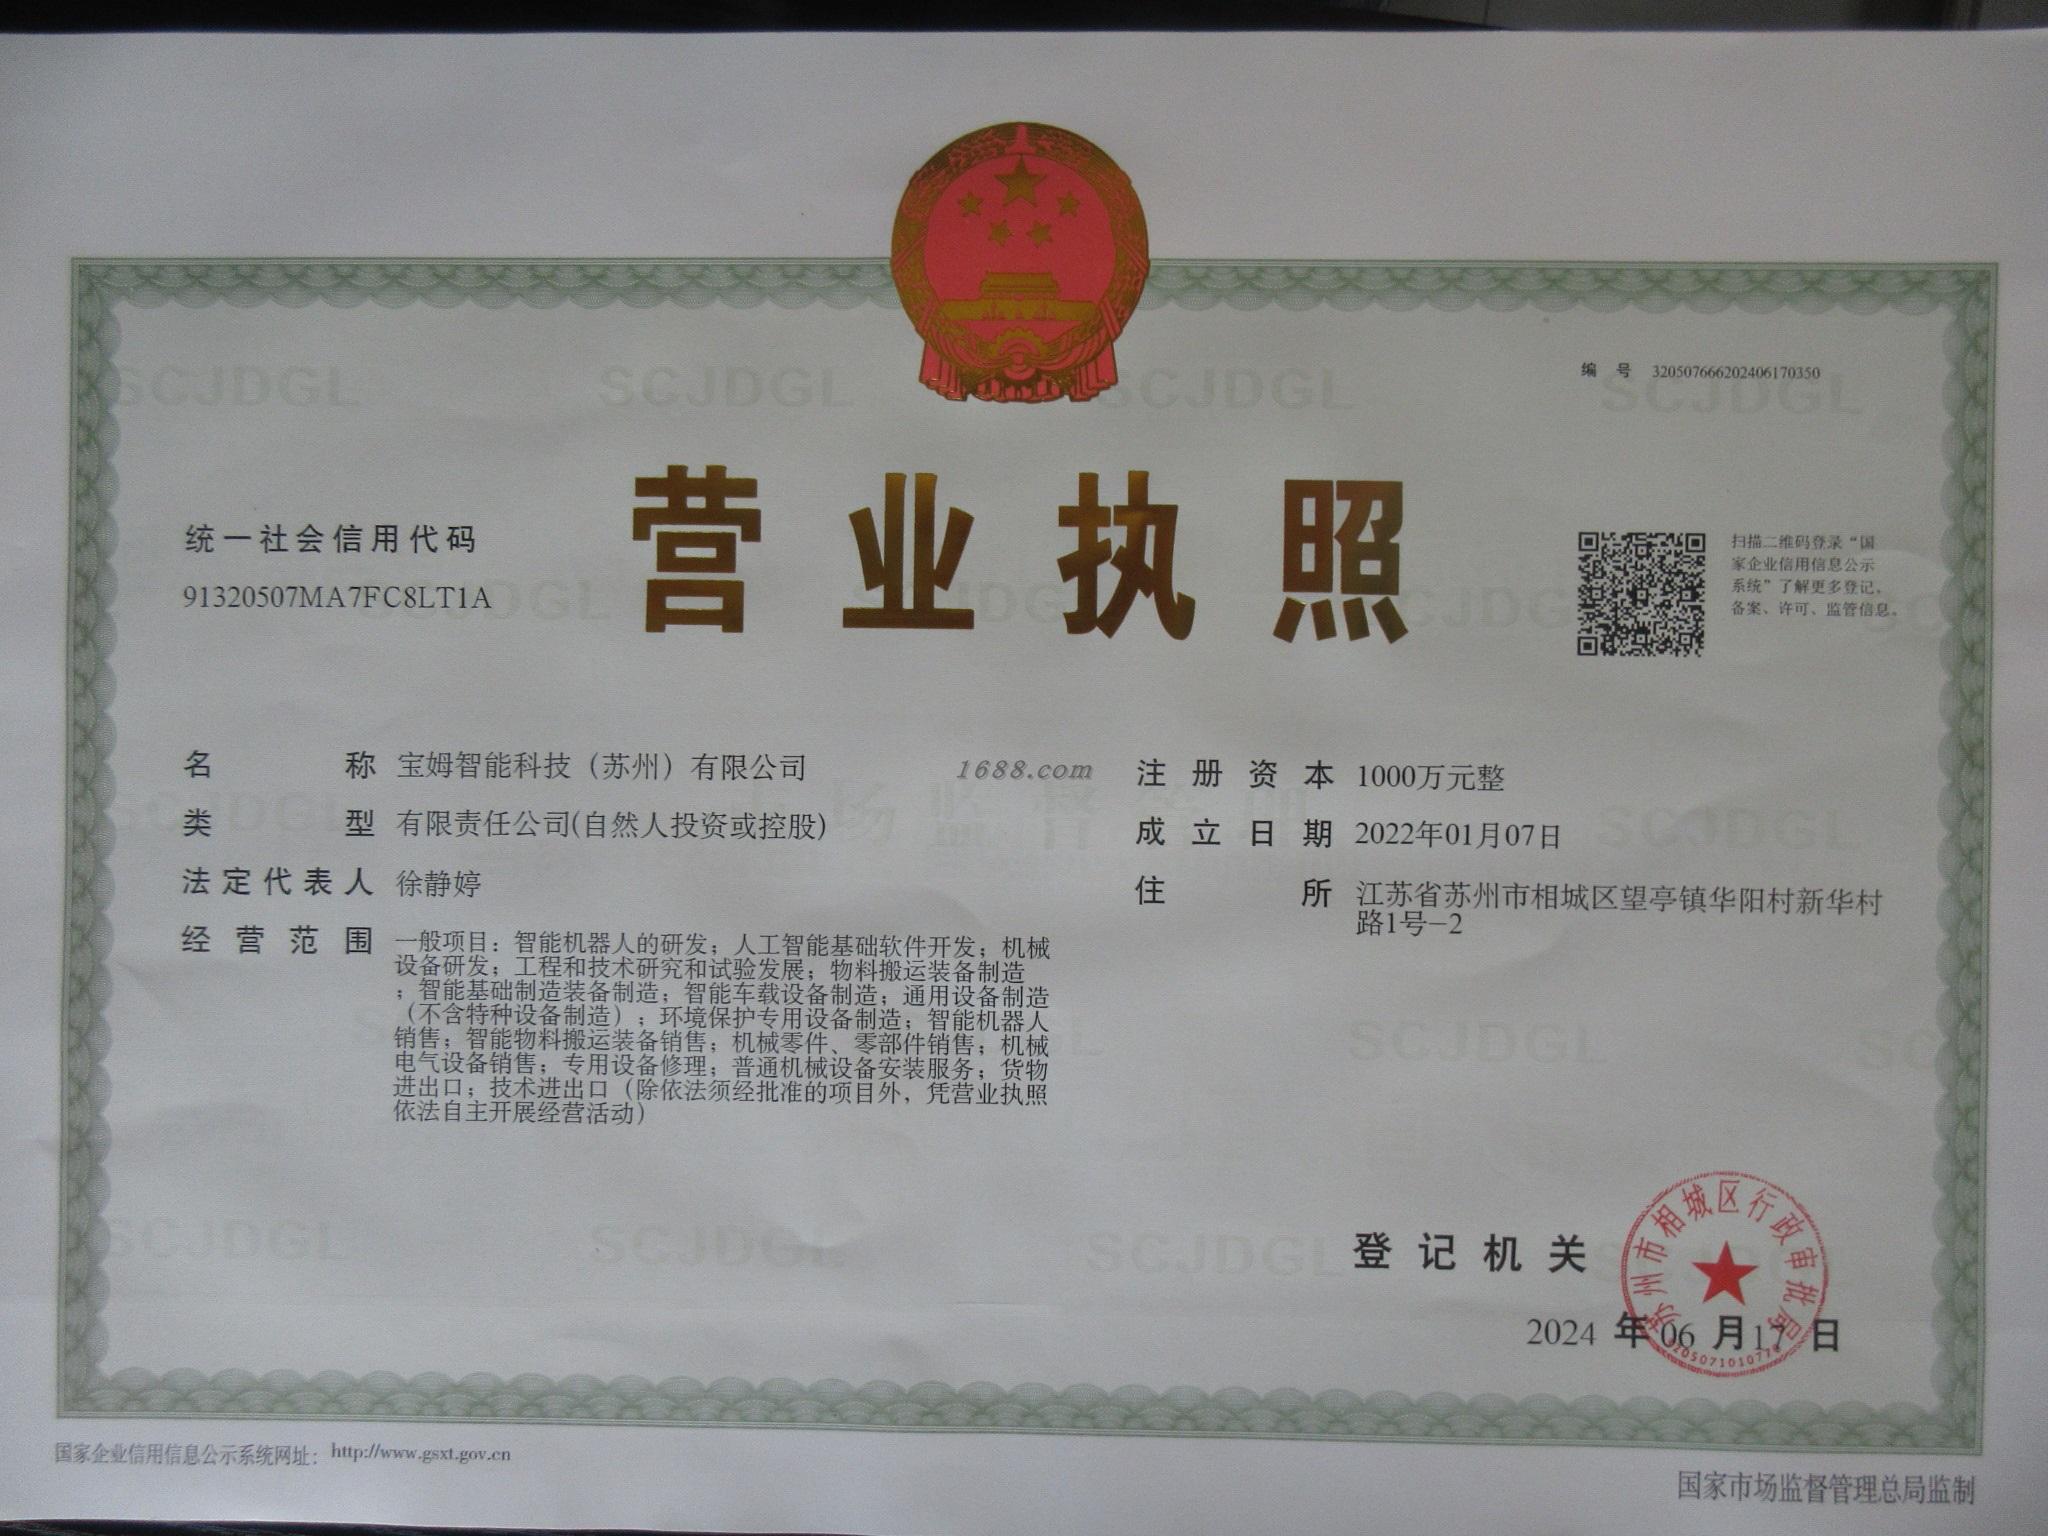 编 号 320507666202406170350
营业执照
统一社会信用代码
91320507MA7FC8LT1A
扫描二维码登录“国
家企业信用信息公示
系统”了解更多登记、
备案、许可、监管信息。
名 称 宝姆智能科技（苏州）有限公司
类 型 有限责任公司(自然人投资或控股)
法定代表人 徐静婷
经营范围 一般项目：智能机器人的研发；人工智能基础软件开发；机械
设备研发；工程和技术研究和试验发展；物料搬运装备制造
；智能基础制造装备制造；智能车载设备制造；通用设备制造
（不含特种设备制造）；环境保护专用设备制造；智能机器人
销售；智能物料搬运装备销售；机械零件、零部件销售；机械
电气设备销售；专用设备修理；普通机械设备安装服务；货物
进出口；技术进出口（除依法须经批准的项目外，凭营业执照
依法自主开展经营活动）
1688.com
注册资本 1000万元整
成立日期 2022年01月07日
住 所 江苏省苏州市相城区望亭镇华阳村新华村
路1号-2
登记机关
苏州市相城区行政审批局
2024 年 06 月 17 日
国家企业信用信息公示系统网址：http://www.gsxt.gov.cn
国家市场监督管理总局监制
SCJDGL